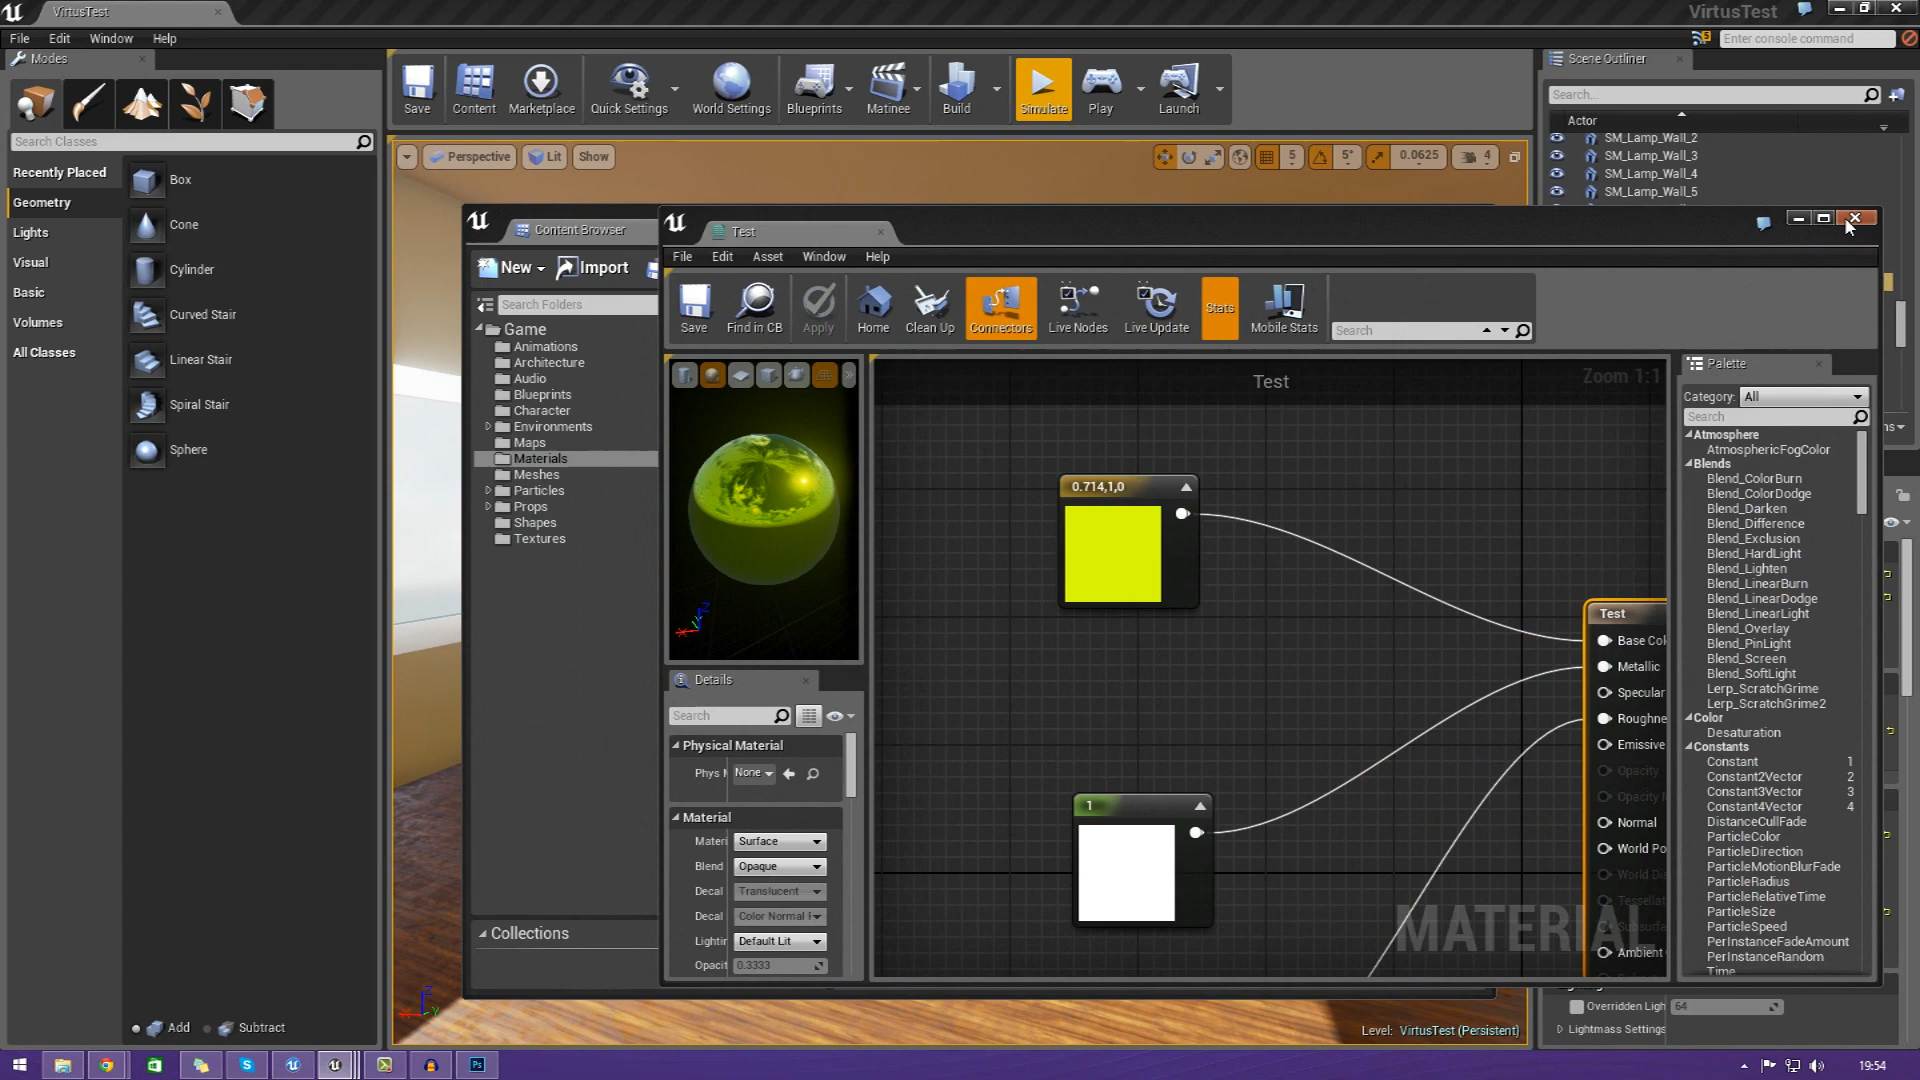 VirtusTest
VirtusTest
File Edit Window Help
Enter console command
Modes
Search Classes
Recently Placed
Geometry
Lights
Visual
Basic
Volumes
All Classes
Box
Cone
Cylinder
Curved Stair
Linear Stair
Spiral Stair
Sphere
Add
Subtract
Save
Content
Marketplace
Quick Settings
World Settings
Blueprints
Matinee
Build
Simulate
Play
Launch
Perspective
Lit
Show
5
5°
0.0625
4
Scene Outliner
Search...
Actor
SM_Lamp_Wall_2
SM_Lamp_Wall_3
SM_Lamp_Wall_4
SM_Lamp_Wall_5
Content Browser
New
Import
Search Folders
Game
Animations
Architecture
Audio
Blueprints
Character
Environments
Maps
Materials
Meshes
Particles
Props
Shapes
Textures
Collections
Test
File Edit Asset Window Help
Save
Find in CB
Apply
Home
Clean Up
Connectors
Live Nodes
Live Update
Stats
Mobile Stats
Search
Details
Search
Physical Material
Phys M
None
Material
Materi
Surface
Blend
Opaque
Decal
Translucent
Decal
Color Normal
Lightin
Default Lit
Opacit
0.3333
Test
Zoom 1:1
0.714,1,0
1
Test
Base Col
Metallic
Specular
Roughne
Emissive
Opacity
Opacity M
Normal
World Po
World Dis
Tessellat
Subsurfa
Ambient
MATERIAL
Palette
Category:
All
Search
Atmosphere
AtmosphericFogColor
Blends
Blend_ColorBurn
Blend_ColorDodge
Blend_Darken
Blend_Difference
Blend_Exclusion
Blend_HardLight
Blend_Lighten
Blend_LinearBurn
Blend_LinearDodge
Blend_LinearLight
Blend_Overlay
Blend_PinLight
Blend_Screen
Blend_SoftLight
Lerp_ScratchGrime
Lerp_ScratchGrime2
Color
Desaturation
Constants
Constant 1
Constant2Vector 2
Constant3Vector 3
Constant4Vector 4
DistanceCullFade
ParticleColor
ParticleDirection
ParticleMotionBlurFade
ParticleRadius
ParticleRelativeTime
ParticleSize
ParticleSpeed
PerInstanceFadeAmount
PerInstanceRandom
Time
Overridden Ligh
64
Lightmass Settings
Level: VirtusTest (Persistent)
19:54